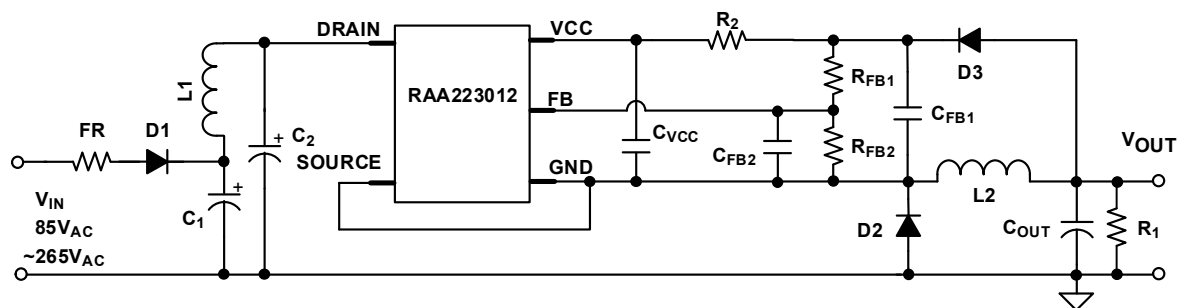 DRAIN
VCC
R2
L1
RAA223012
RFB1
D3
FR
D1
C2
FB
CVCC
CFB2
RFB2
CFB1
VOUT
SOURCE
GND
L2
VIN
85VAC
~265VAC
C1
D2
COUT
R1
+
+